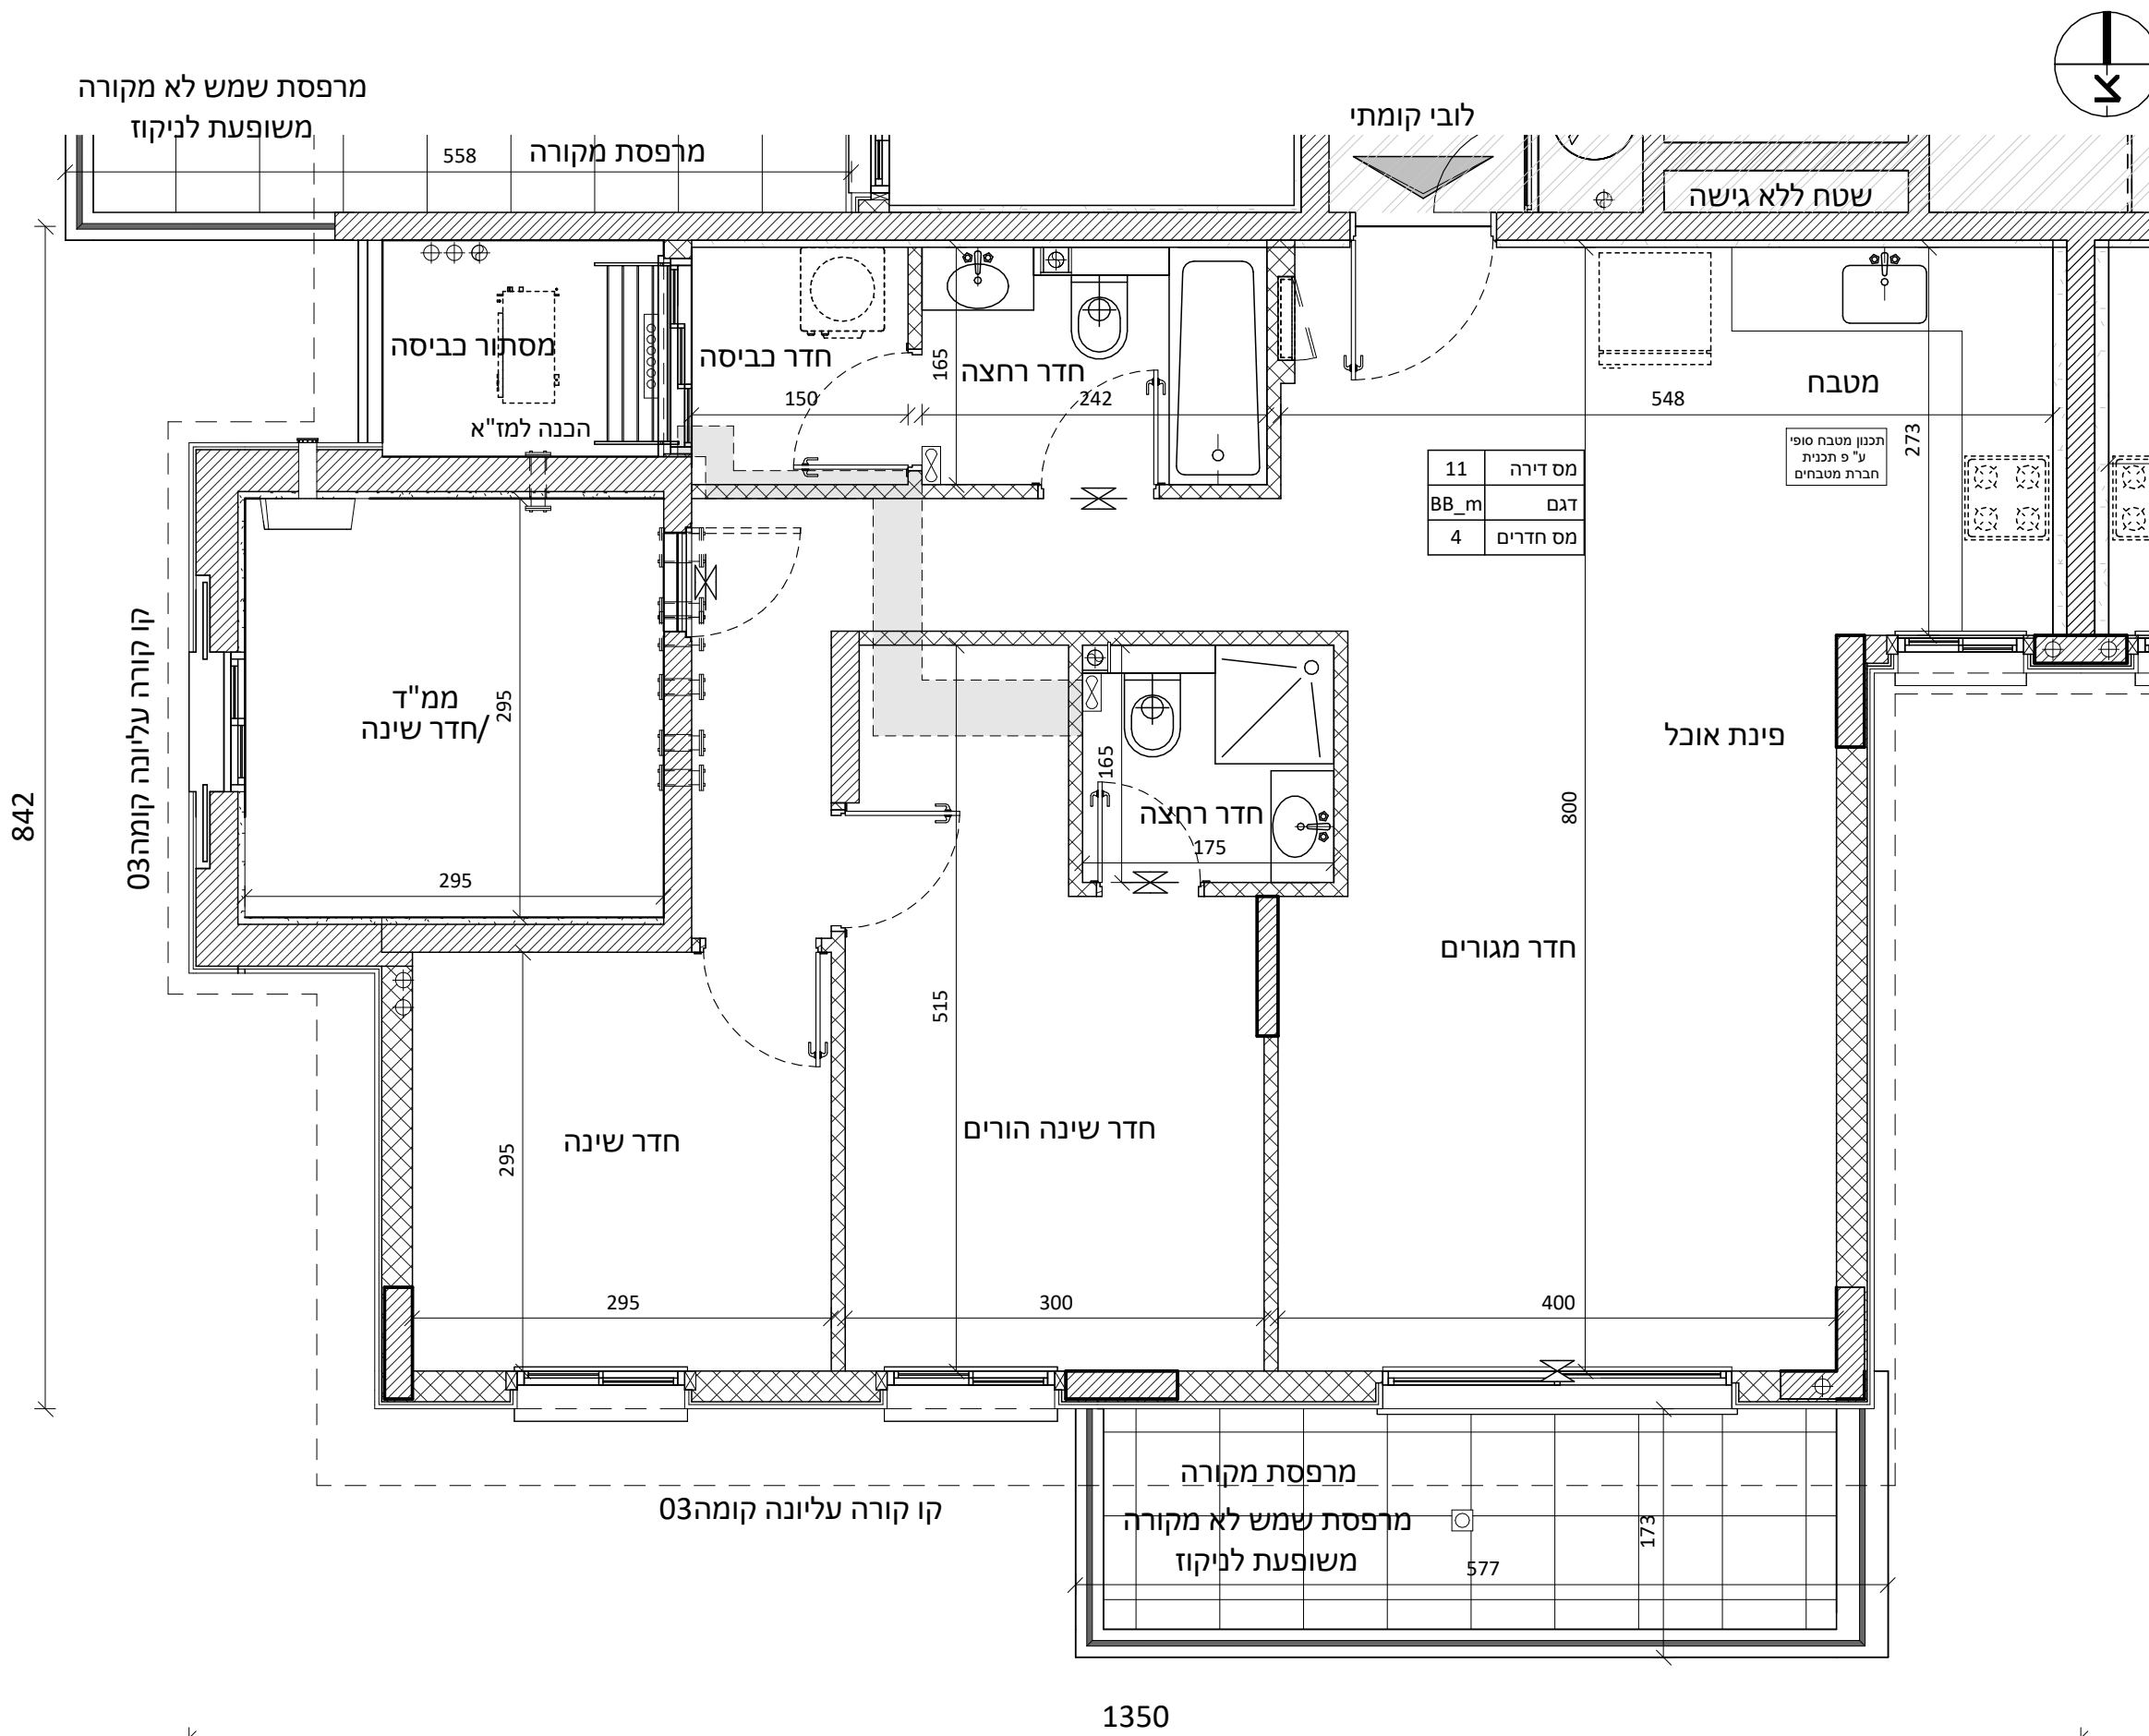 מרפסת שמש לא מקורה
משופעת לניקוז
558
מרפסת מקורה
לובי קומתי
שטח ללא גישה
צ
מסתור כביסה
הכנה למז"א
חדר כביסה
150
165
חדר רחצה
242
548
מטבח
273
תכנון מטבח סופי
ע"פ תכנית
חברת מטבחים
מס דירה 11
דגם BB_m
מס חדרים 4
קו קורה עליונה קומה03
842
ממ"ד
/חדר שינה
295
295
165
חדר רחצה
175
פינת אוכל
800
חדר מגורים
515
חדר שינה
295
295
חדר שינה הורים
300
400
קו קורה עליונה קומה03
מרפסת מקורה
מרפסת שמש לא מקורה
משופעת לניקוז
173
577
1350